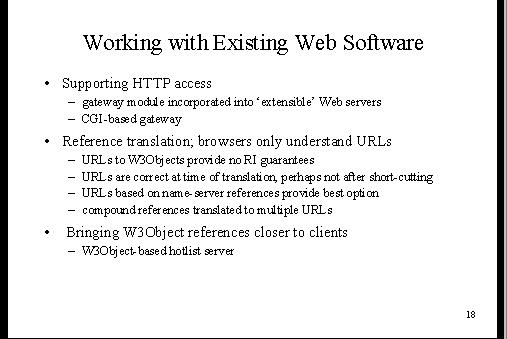 Working with Existing Web Software
• Supporting HTTP access
– gateway module incorporated into ‘extensible’ Web servers
– CGI-based gateway
• Reference translation; browsers only understand URLs
– URLs to W3Objects provide no RI guarantees
– URLs are correct at time of translation, perhaps not after short-cutting
– URLs based on name-server references provide best option
– compound references translated to multiple URLs
• Bringing W3Object references closer to clients
– W3Object-based hotlist server
18